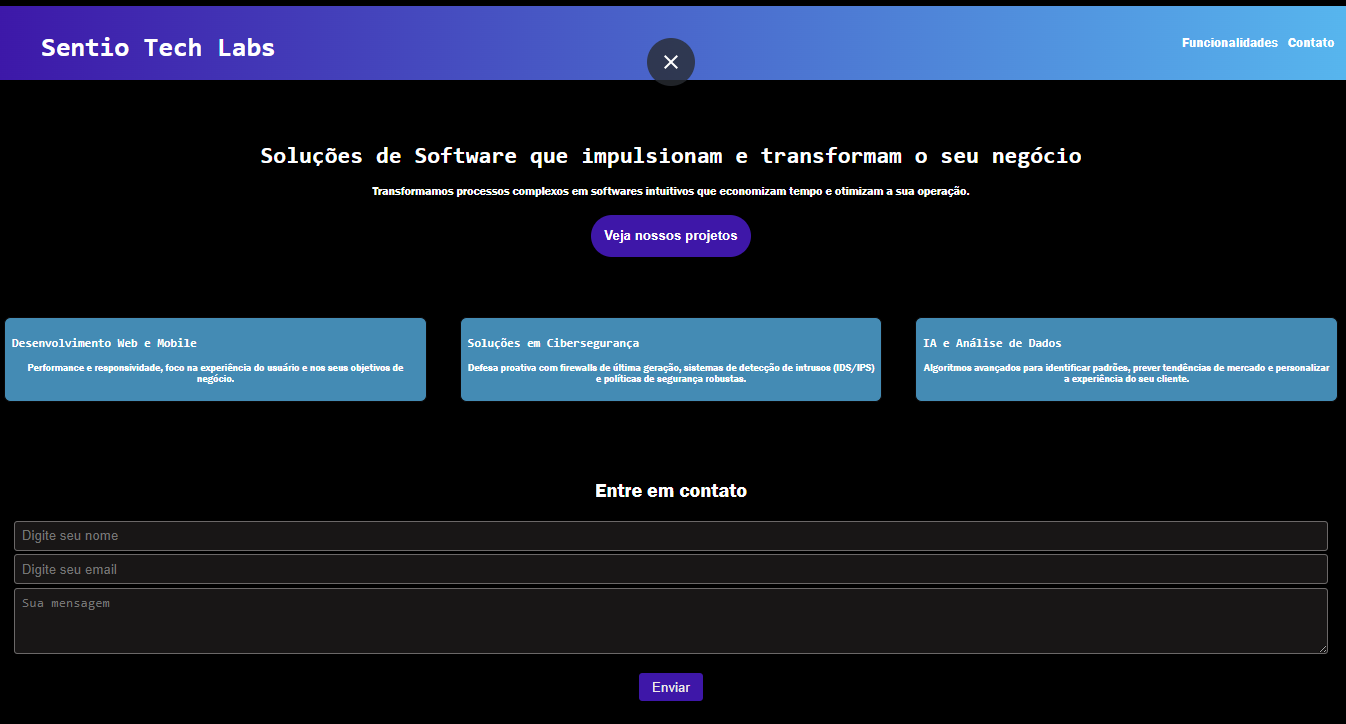 Sentio Tech Labs
Funcionalidades Contato
Soluções de Software que impulsionam e transformam o seu negócio
Transformamos processos complexos em softwares intuitivos que economizam tempo e otimizam a sua operação.
Veja nossos projetos
Desenvolvimento Web e Mobile
Performance e responsividade, foco na experiência do usuário e nos seus objetivos de
negócio.
Soluções em Cibersegurança
Defesa proativa com firewalls de última geração, sistemas de detecção de intrusos (IDS/IPS)
e políticas de segurança robustas.
IA e Análise de Dados
Algoritmos avançados para identificar padrões, prever tendências de mercado e personalizar
a experiência do seu cliente.
Entre em contato
Digite seu nome
Digite seu email
Sua mensagem
Enviar